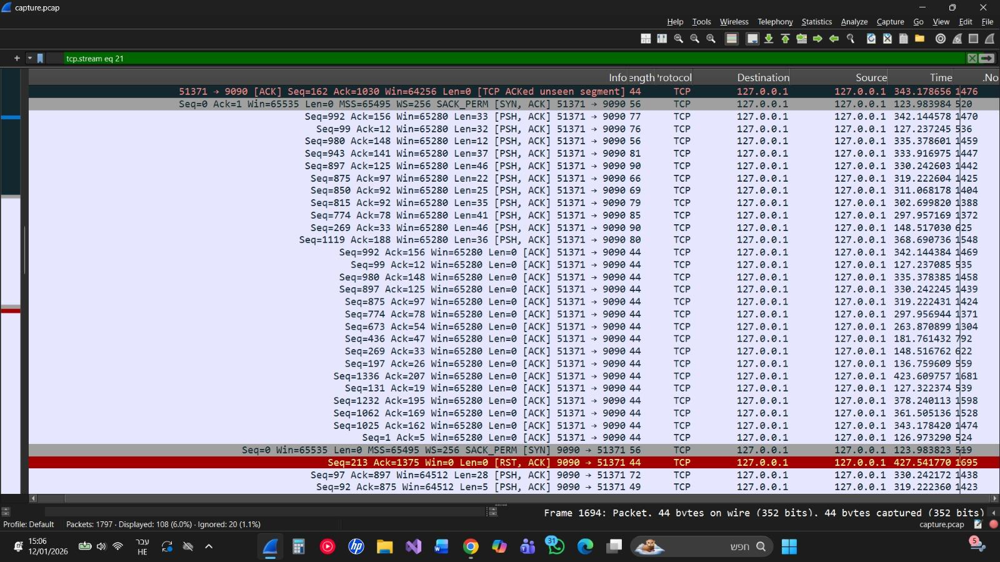 capture.pcap
Help Tools Wireless Telephony Statistics Analyze Capture Go View Edit File
tcp.stream eq 21
Info ength rotocol Destination Source Time .No
51371 → 9090 [ACK] Seq=162 Ack=1030 Win=64256 Len=0 [TCP ACKed unseen segment] 44 TCP 127.0.0.1 127.0.0.1 343.178656 1476
Seq=0 Ack=1 Win=65535 Len=0 MSS=65495 WS=256 SACK_PERM [SYN, ACK] 51371 → 9090 56 TCP 127.0.0.1 127.0.0.1 123.983984 520
Seq=992 Ack=156 Win=65280 Len=33 [PSH, ACK] 51371 → 9090 77 TCP 127.0.0.1 127.0.0.1 342.144578 1470
Seq=99 Ack=12 Win=65280 Len=32 [PSH, ACK] 51371 → 9090 76 TCP 127.0.0.1 127.0.0.1 127.237245 536
Seq=980 Ack=148 Win=65280 Len=12 [PSH, ACK] 51371 → 9090 56 TCP 127.0.0.1 127.0.0.1 335.378601 1459
Seq=943 Ack=141 Win=65280 Len=37 [PSH, ACK] 51371 → 9090 81 TCP 127.0.0.1 127.0.0.1 333.916975 1447
Seq=897 Ack=125 Win=65280 Len=46 [PSH, ACK] 51371 → 9090 90 TCP 127.0.0.1 127.0.0.1 330.242603 1442
Seq=875 Ack=97 Win=65280 Len=22 [PSH, ACK] 51371 → 9090 66 TCP 127.0.0.1 127.0.0.1 319.222604 1425
Seq=850 Ack=92 Win=65280 Len=25 [PSH, ACK] 51371 → 9090 69 TCP 127.0.0.1 127.0.0.1 311.068178 1404
Seq=815 Ack=92 Win=65280 Len=35 [PSH, ACK] 51371 → 9090 79 TCP 127.0.0.1 127.0.0.1 302.699820 1388
Seq=774 Ack=78 Win=65280 Len=41 [PSH, ACK] 51371 → 9090 85 TCP 127.0.0.1 127.0.0.1 297.957169 1372
Seq=269 Ack=33 Win=65280 Len=46 [PSH, ACK] 51371 → 9090 90 TCP 127.0.0.1 127.0.0.1 148.517030 625
Seq=1119 Ack=188 Win=65280 Len=36 [PSH, ACK] 51371 → 9090 80 TCP 127.0.0.1 127.0.0.1 368.690736 1548
Seq=992 Ack=156 Win=65280 Len=0 [ACK] 51371 → 9090 44 TCP 127.0.0.1 127.0.0.1 342.144384 1469
Seq=99 Ack=12 Win=65280 Len=0 [ACK] 51371 → 9090 44 TCP 127.0.0.1 127.0.0.1 127.237085 535
Seq=980 Ack=148 Win=65280 Len=0 [ACK] 51371 → 9090 44 TCP 127.0.0.1 127.0.0.1 335.378385 1458
Seq=897 Ack=125 Win=65280 Len=0 [ACK] 51371 → 9090 44 TCP 127.0.0.1 127.0.0.1 330.242245 1439
Seq=875 Ack=97 Win=65280 Len=0 [ACK] 51371 → 9090 44 TCP 127.0.0.1 127.0.0.1 319.222431 1424
Seq=774 Ack=78 Win=65280 Len=0 [ACK] 51371 → 9090 44 TCP 127.0.0.1 127.0.0.1 297.956944 1371
Seq=673 Ack=54 Win=65280 Len=0 [ACK] 51371 → 9090 44 TCP 127.0.0.1 127.0.0.1 263.870899 1304
Seq=436 Ack=47 Win=65280 Len=0 [ACK] 51371 → 9090 44 TCP 127.0.0.1 127.0.0.1 181.761432 792
Seq=269 Ack=33 Win=65280 Len=0 [ACK] 51371 → 9090 44 TCP 127.0.0.1 127.0.0.1 148.516762 622
Seq=197 Ack=26 Win=65280 Len=0 [ACK] 51371 → 9090 44 TCP 127.0.0.1 127.0.0.1 136.759609 559
Seq=1336 Ack=207 Win=65280 Len=0 [ACK] 51371 → 9090 44 TCP 127.0.0.1 127.0.0.1 423.609757 1681
Seq=131 Ack=19 Win=65280 Len=0 [ACK] 51371 → 9090 44 TCP 127.0.0.1 127.0.0.1 127.322374 539
Seq=1232 Ack=195 Win=65280 Len=0 [ACK] 51371 → 9090 44 TCP 127.0.0.1 127.0.0.1 378.240113 1598
Seq=1062 Ack=169 Win=65280 Len=0 [ACK] 51371 → 9090 44 TCP 127.0.0.1 127.0.0.1 361.505136 1528
Seq=1025 Ack=162 Win=65280 Len=0 [ACK] 51371 → 9090 44 TCP 127.0.0.1 127.0.0.1 343.178420 1474
Seq=1 Ack=5 Win=65280 Len=0 [ACK] 51371 → 9090 44 TCP 127.0.0.1 127.0.0.1 126.973290 524
Seq=0 Win=65535 Len=0 MSS=65495 WS=256 SACK_PERM [SYN] 9090 → 51371 56 TCP 127.0.0.1 127.0.0.1 123.983823 519
Seq=213 Ack=1375 Win=0 Len=0 [RST, ACK] 9090 → 51371 44 TCP 127.0.0.1 127.0.0.1 427.541770 1695
Seq=97 Ack=897 Win=64512 Len=28 [PSH, ACK] 9090 → 51371 72 TCP 127.0.0.1 127.0.0.1 330.242172 1438
Seq=92 Ack=875 Win=64512 Len=5 [PSH, ACK] 9090 → 51371 49 TCP 127.0.0.1 127.0.0.1 319.222360 1423
Frame 1694: Packet, 44 bytes on wire (352 bits), 44 bytes captured (352 bits)
Profile: Default Packets: 1797 · Displayed: 108 (6.0%) · Ignored: 20 (1.1%) capture.pcap
15:06
12/01/2026
עבר
HE
31
חפש
5